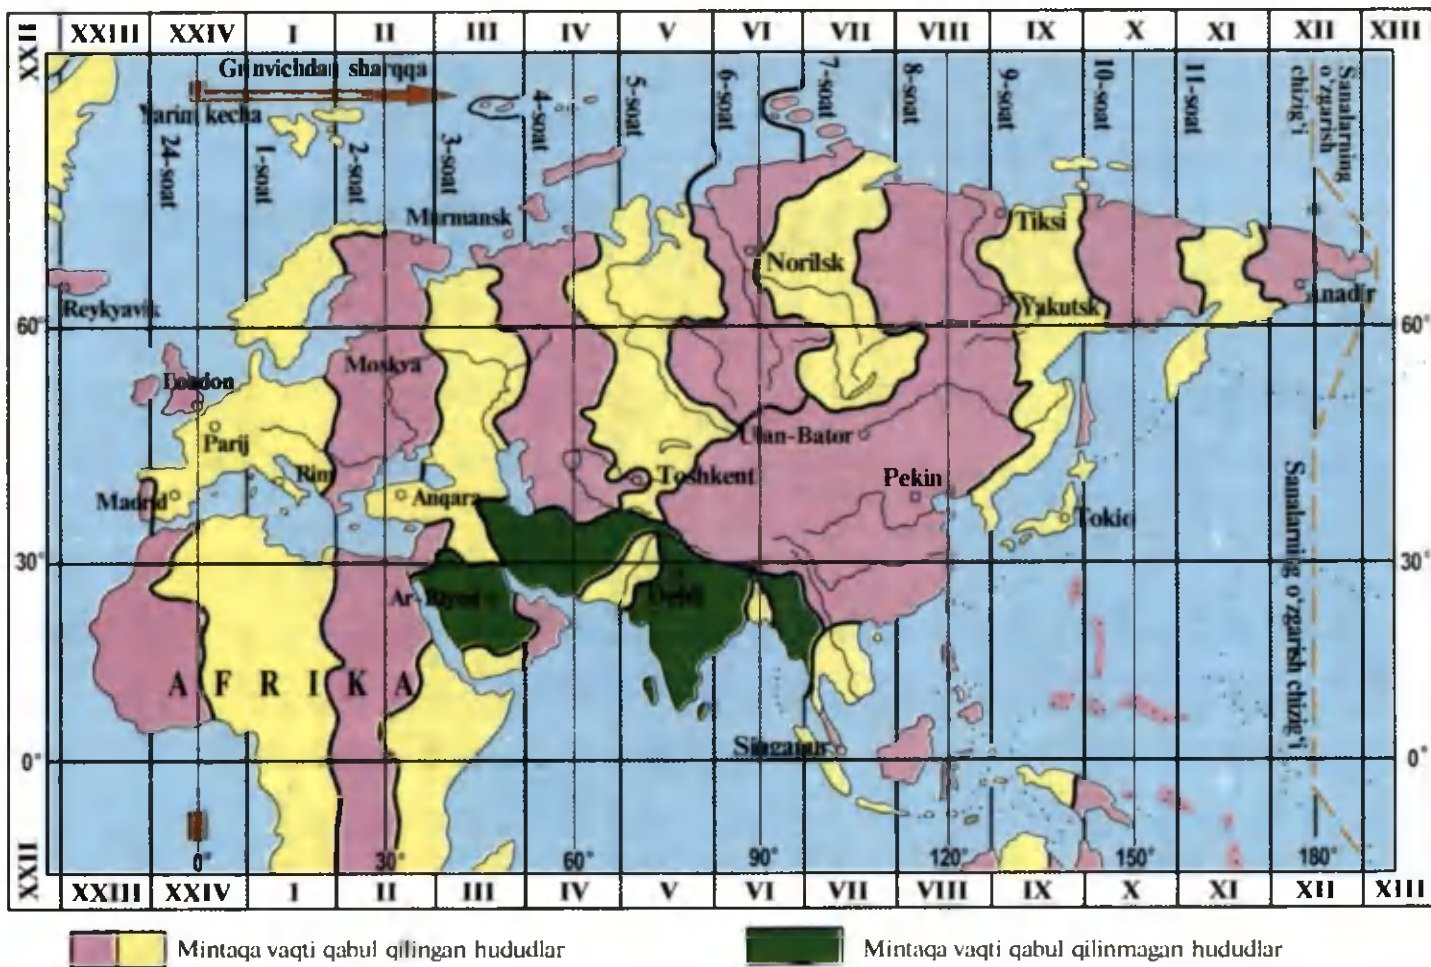 XXII XXIII XXIV I II III IV V VI VII VIII IX X XI XII XIII
Grinvichdan sharqqa
Yarim kecha
24-soat
1-soat
2-soat
3-soat
4-soat
5-soat
6-soat
7-soat
8-soat
9-soat
10-soat
11-soat
Sanalarning
o'zgarish
chizig'i
Murmansk
Tiksi
Norilsk
Reykyavik
Yakutsk
Anadir
60°
60°
London
Moskva
Parij
Ulan-Bator
Rim
Toshkent
Pekin
Madrid
Anqara
Tokio
Sanalarnig o'zgarish chizig'i
30°
30°
Ar-Riyod
Dehli
AFRIKA
Singapur
0°
0°
0° 30° 60° 90° 120° 150° 180°
XXII XXIII XXIV I II III IV V VI VII VIII IX X XI XII XIII
Mintaqa vaqti qabul qilingan hududlar
Mintaqa vaqti qabul qilinmagan hududlar